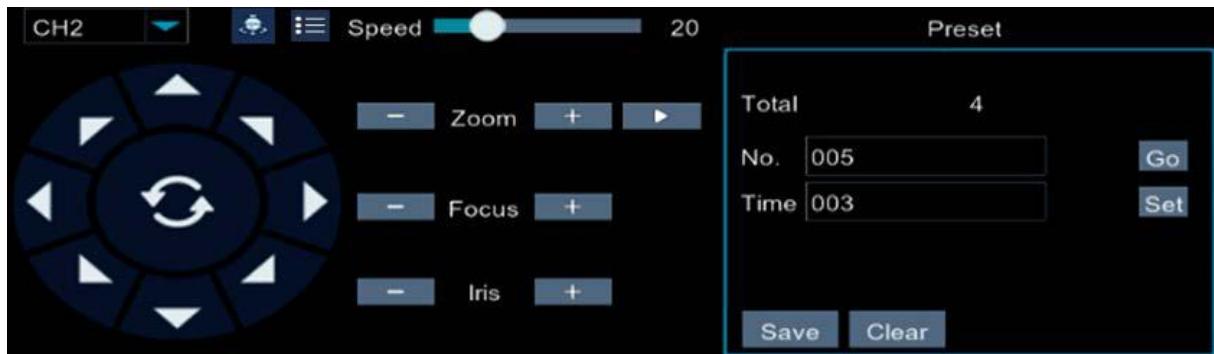 CH2 Speed 20 Preset
Total 4
- Zoom +
No. 005 Go
Time 003 Set
- Focus +
- Iris +
Save Clear